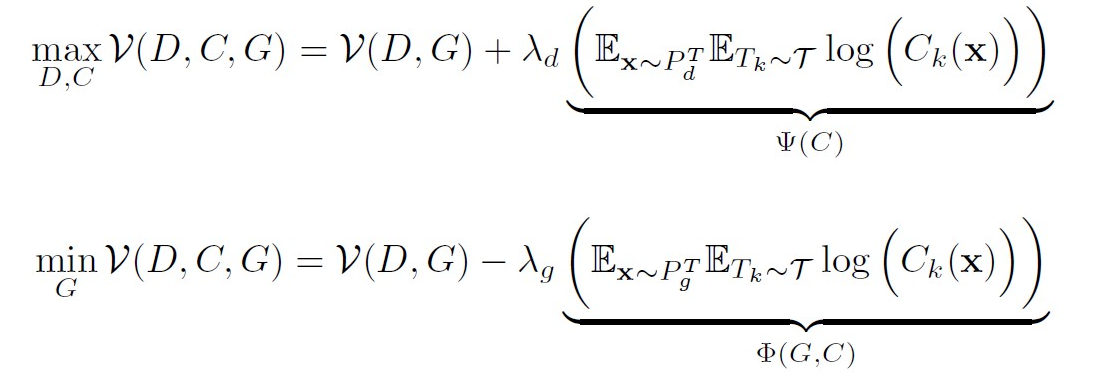 max_{D,C} 𝒱(D, C, G) = 𝒱(D, G) + λ_d ( 𝔼_{𝐱∼P_d^T} 𝔼_{T_k∼𝒯} log ( C_k(𝐱) ) )
Ψ(C)
min_G 𝒱(D, C, G) = 𝒱(D, G) − λ_g ( 𝔼_{𝐱∼P_g^T} 𝔼_{T_k∼𝒯} log ( C_k(𝐱) ) )
Φ(G,C)